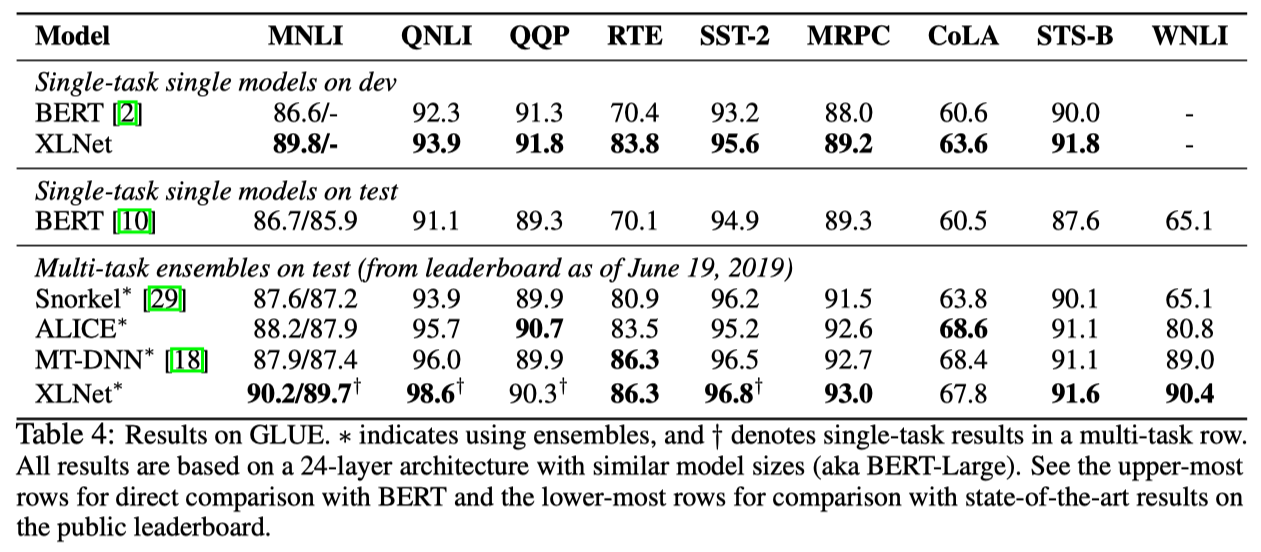 Model MNLI QNLI QQP RTE SST-2 MRPC CoLA STS-B WNLI
Single-task single models on dev
BERT [2] 86.6/- 92.3 91.3 70.4 93.2 88.0 60.6 90.0 -
XLNet 89.8/- 93.9 91.8 83.8 95.6 89.2 63.6 91.8 -
Single-task single models on test
BERT [10] 86.7/85.9 91.1 89.3 70.1 94.9 89.3 60.5 87.6 65.1
Multi-task ensembles on test (from leaderboard as of June 19, 2019)
Snorkel* [29] 87.6/87.2 93.9 89.9 80.9 96.2 91.5 63.8 90.1 65.1
ALICE* 88.2/87.9 95.7 90.7 83.5 95.2 92.6 68.6 91.1 80.8
MT-DNN* [18] 87.9/87.4 96.0 89.9 86.3 96.5 92.7 68.4 91.1 89.0
XLNet* 90.2/89.7† 98.6† 90.3† 86.3 96.8† 93.0 67.8 91.6 90.4
Table 4: Results on GLUE. * indicates using ensembles, and † denotes single-task results in a multi-task row.
All results are based on a 24-layer architecture with similar model sizes (aka BERT-Large). See the upper-most
rows for direct comparison with BERT and the lower-most rows for comparison with state-of-the-art results on
the public leaderboard.